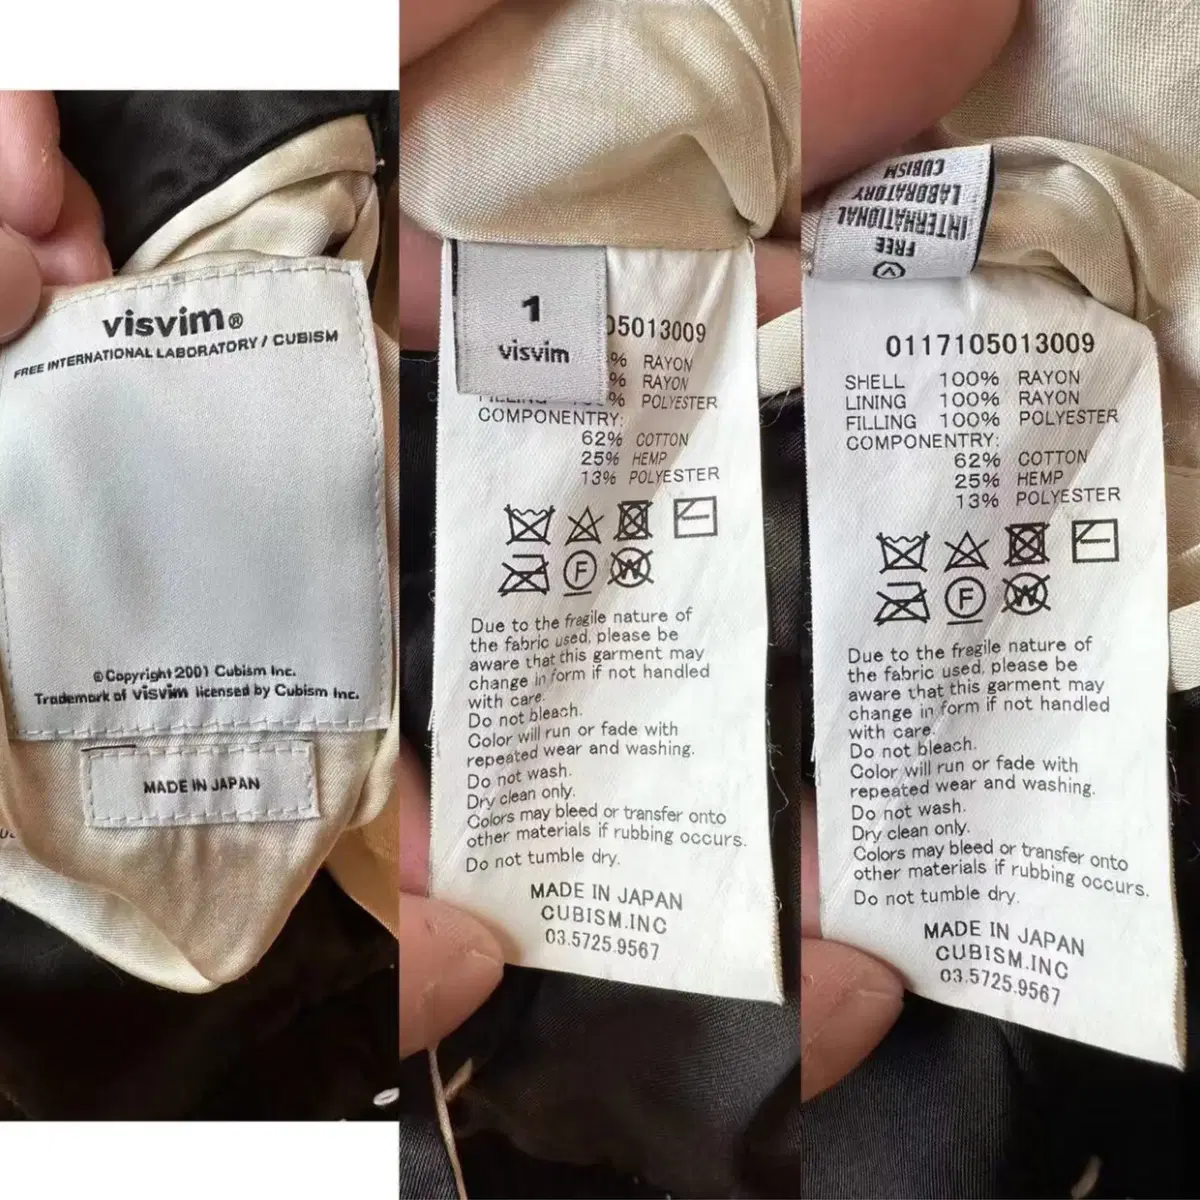 visvim®
FREE INTERNATIONAL LABORATORY / CUBISM
©Copyright 2001 Cubism Inc.
Trademark of visvim licensed by Cubism Inc.
MADE IN JAPAN
1
visvim
05013009
% RAYON
% RAYON
% POLYESTER
COMPONENTRY:
62% COTTON
25% HEMP
13% POLYESTER
F
W
Due to the fragile nature of
the fabric used, please be
aware that this garment may
change in form if not handled
with care.
Do not bleach.
Color will run or fade with
repeated wear and washing.
Do not wash.
Dry clean only.
Colors may bleed or transfer onto
other materials if rubbing occurs.
Do not tumble dry.
MADE IN JAPAN
CUBISM.INC
03.5725.9567
FREE
INTERNATIONAL
LABORATORY
CUBISM
0117105013009
SHELL 100% RAYON
LINING 100% RAYON
FILLING 100% POLYESTER
COMPONENTRY:
62% COTTON
25% HEMP
13% POLYESTER
F
W
Due to the fragile nature of
the fabric used, please be
aware that this garment may
change in form if not handled
with care.
Do not bleach.
Color will run or fade with
repeated wear and washing.
Do not wash.
Dry clean only.
Colors may bleed or transfer onto
other materials if rubbing occurs.
Do not tumble dry.
MADE IN JAPAN
CUBISM.INC
03.5725.9567